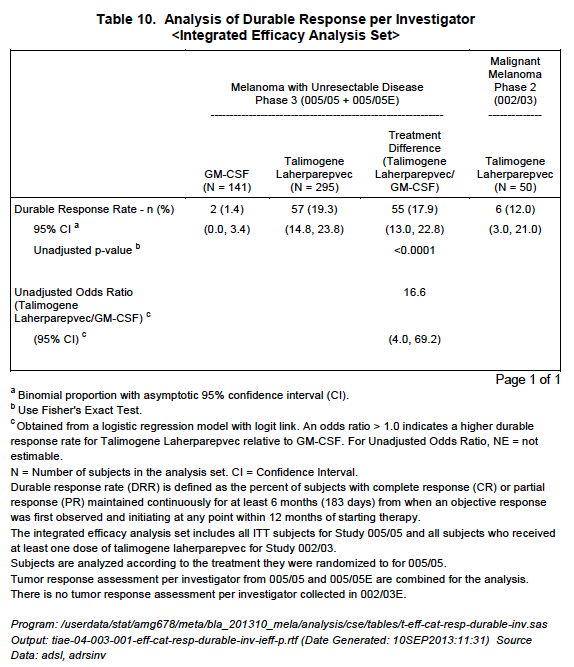 Table 10. Analysis of Durable Response per Investigator
<Integrated Efficacy Analysis Set>
Melanoma with Unresectable Disease
Phase 3 (005/05 + 005/05E)
Malignant
Melanoma
Phase 2
(002/03)
GM-CSF
(N = 141)
Talimogene
Laherparepvec
(N = 295)
Treatment
Difference
(Talimogene
Laherparepvec/
GM-CSF)
Talimogene
Laherparepvec
(N = 50)
Durable Response Rate - n (%) 2 (1.4) 57 (19.3) 55 (17.9) 6 (12.0)
95% CI a (0.0, 3.4) (14.8, 23.8) (13.0, 22.8) (3.0, 21.0)
Unadjusted p-value b <0.0001
Unadjusted Odds Ratio 16.6
(Talimogene
Laherparepvec/GM-CSF) c
(95% CI) c (4.0, 69.2)
Page 1 of 1
a Binomial proportion with asymptotic 95% confidence interval (CI).
b Use Fisher's Exact Test.
c Obtained from a logistic regression model with logit link. An odds ratio > 1.0 indicates a higher durable
response rate for Talimogene Laherparepvec relative to GM-CSF. For Unadjusted Odds Ratio, NE = not
estimable.
N = Number of subjects in the analysis set. CI = Confidence Interval.
Durable response rate (DRR) is defined as the percent of subjects with complete response (CR) or partial
response (PR) maintained continuously for at least 6 months (183 days) from when an objective response
was first observed and initiating at any point within 12 months of starting therapy.
The integrated efficacy analysis set includes all ITT subjects for Study 005/05 and all subjects who received
at least one dose of talimogene laherparepvec for Study 002/03.
Subjects are analyzed according to the treatment they were randomized to for 005/05.
Tumor response assessment per investigator from 005/05 and 005/05E are combined for the analysis.
There is no tumor response assessment per investigator collected in 002/03E.
Program: /userdata/stat/amg678/meta/bla_201310_mela/analysis/cse/tables/t-eff-cat-resp-durable-inv.sas
Output: tiae-04-003-001-eff-cat-resp-durable-inv-ieff-p.rtf (Date Generated: 10SEP2013:11:31) Source
Data: adsl, adrsinv